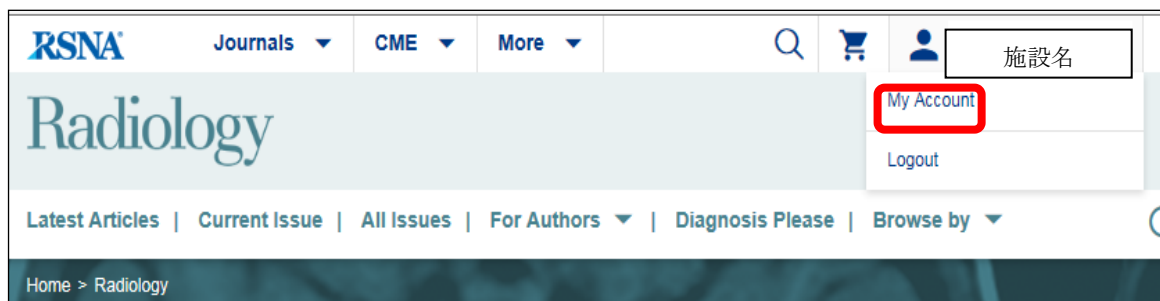 RSNA Journals CME More 施設名
My Account
Radiology
Logout
Latest Articles | Current Issue | All Issues | For Authors | Diagnosis Please | Browse by
Home > Radiology